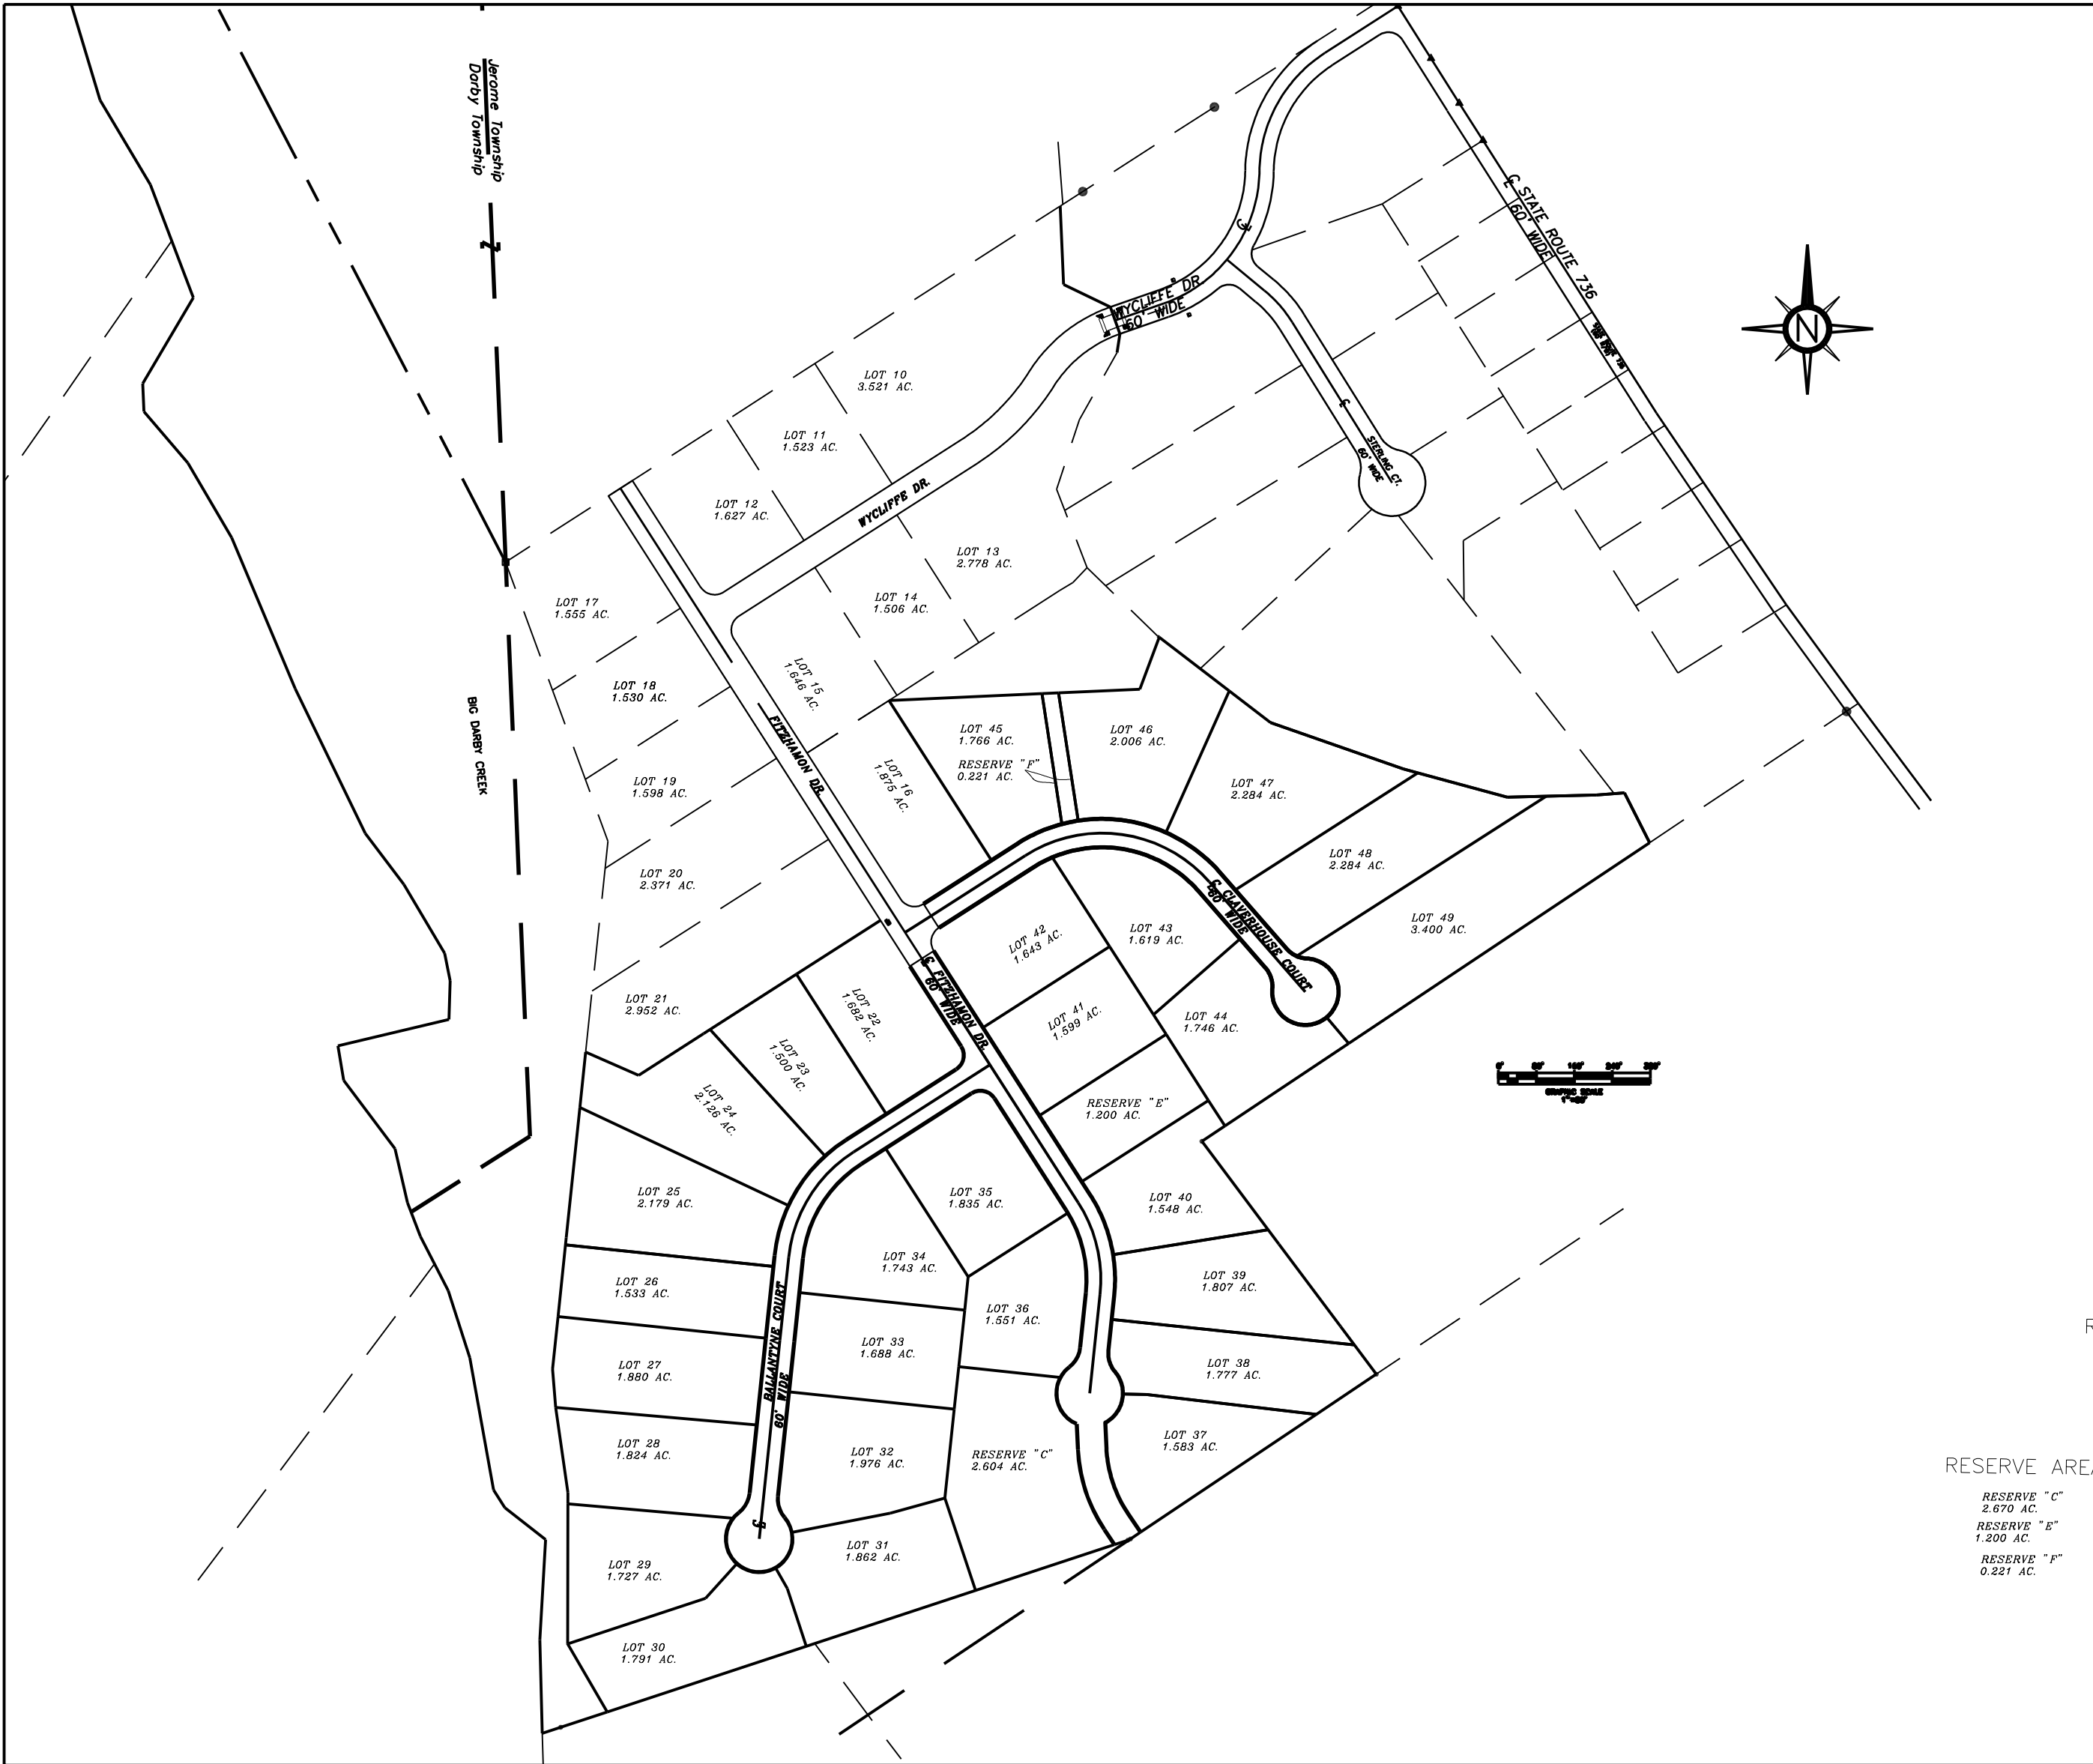 Jerome Township
Darby Township
℄ STATE ROUTE 736
60' WIDE
N
WYCLIFFE DR
60' WIDE
LOT 10
3.521 AC.
LOT 11
1.523 AC.
LOT 12
1.627 AC.
WYCLIFFE DR.
STERLING CT.
60' WIDE
LOT 13
2.778 AC.
LOT 14
1.506 AC.
LOT 17
1.555 AC.
LOT 15
1.646 AC.
LOT 18
1.530 AC.
BIG DARBY CREEK
FITZHAMON DR.
LOT 45
1.766 AC.
LOT 46
2.006 AC.
RESERVE "F"
0.221 AC.
LOT 16
1.875 AC.
LOT 19
1.598 AC.
LOT 47
2.284 AC.
LOT 48
2.284 AC.
LOT 20
2.371 AC.
LOT 49
3.400 AC.
℄ CLAVERHOUSE COURT
60' WIDE
LOT 42
1.643 AC.
LOT 43
1.619 AC.
LOT 21
2.952 AC.
LOT 22
1.682 AC.
℄ FITZHAMON DR.
60' WIDE
LOT 41
1.599 AC.
LOT 44
1.746 AC.
LOT 23
1.500 AC.
LOT 24
2.126 AC.
RESERVE "E"
1.200 AC.
GRAPHIC SCALE
LOT 25
2.179 AC.
LOT 35
1.835 AC.
LOT 40
1.548 AC.
LOT 34
1.743 AC.
LOT 26
1.533 AC.
LOT 39
1.807 AC.
LOT 36
1.551 AC.
BALLANTYNE COURT
60' WIDE
LOT 33
1.688 AC.
LOT 27
1.880 AC.
LOT 38
1.777 AC.
LOT 28
1.824 AC.
LOT 32
1.976 AC.
RESERVE "C"
2.604 AC.
LOT 37
1.583 AC.
LOT 29
1.727 AC.
LOT 31
1.862 AC.
LOT 30
1.791 AC.
R
RESERVE AREA
RESERVE "C"
2.670 AC.
RESERVE "E"
1.200 AC.
RESERVE "F"
0.221 AC.